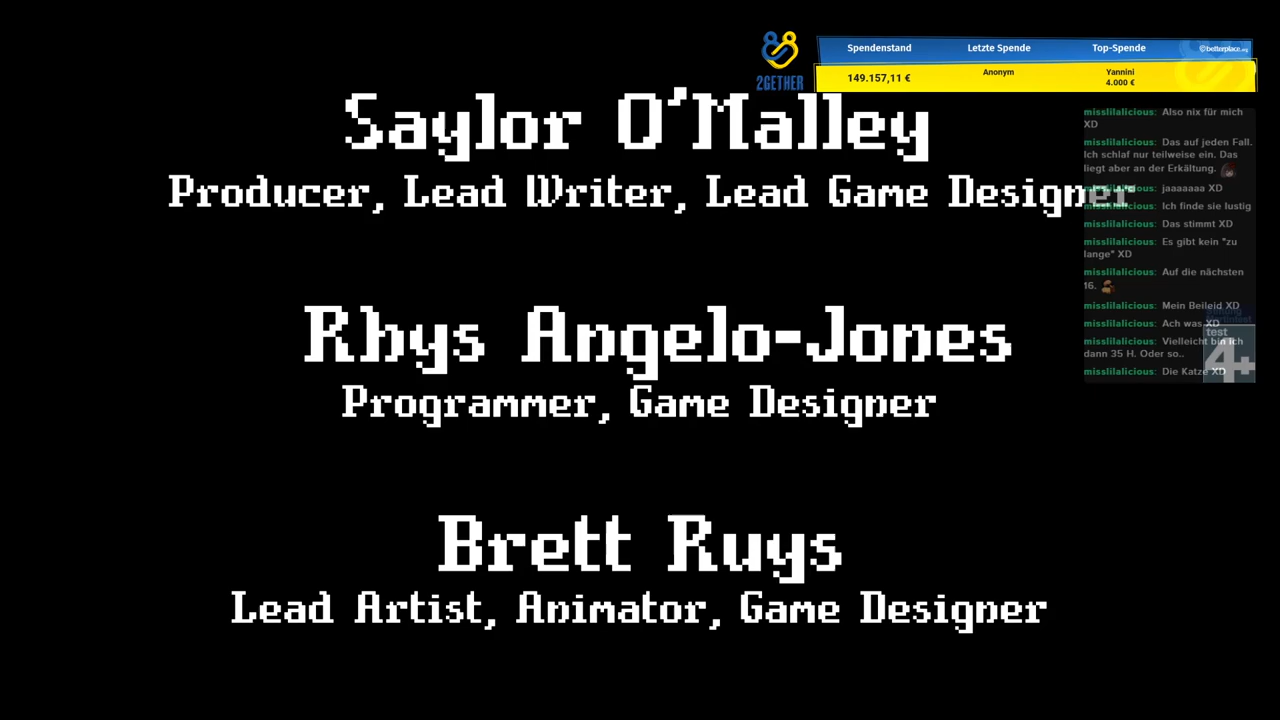 Spendenstand Letzte Spende Top-Spende ©betterplace.org
149.157,11 € Anonym Yannini
4.000 €
2GETHER
Saylor O'Malley
Producer, Lead Writer, Lead Game Designer
Rhys Angelo-Jones
Programmer, Game Designer
Brett Ruys
Lead Artist, Animator, Game Designer
misslilalicious: Also nix für mich
XD
misslilalicious: Das auf jeden Fall.
Ich schlaf nur teilweise ein. Das
liegt aber an der Erkältung.
misslilalicious: jaaaaaaa XD
misslilalicious: Ich finde sie lustig
misslilalicious: Das stimmt XD
misslilalicious: Es gibt kein "zu
lange" XD
misslilalicious: Auf die nächsten
16.
misslilalicious: Mein Beileid XD
misslilalicious: Ach was XD
misslilalicious: Vielleicht bin ich
dann 35 H. Oder so..
misslilalicious: Die Katze XD
test
4+